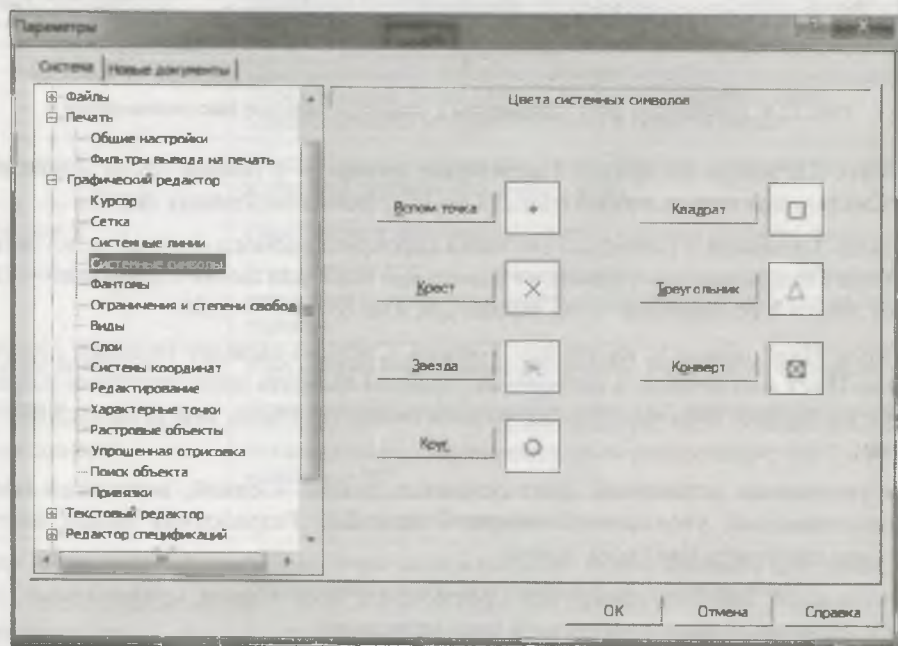 Параметры
Система Новые документы
Файлы
Печать
Общие настройки
Фильтры вывода на печать
Графический редактор
Курсор
Сетка
Системные линии
Системные символы
Фантомы
Ограничения и степени свобод
Виды
Слои
Системы координат
Редактирование
Характерные точки
Растровые объекты
Упрощенная отрисовка
Поиск объекта
Привязки
Текстовый редактор
Редактор спецификаций
Цвета системных символов
Вспом. точка
Квадрат
Крест
Треугольник
Звезда
Конверт
Круг
OK Отмена Справка